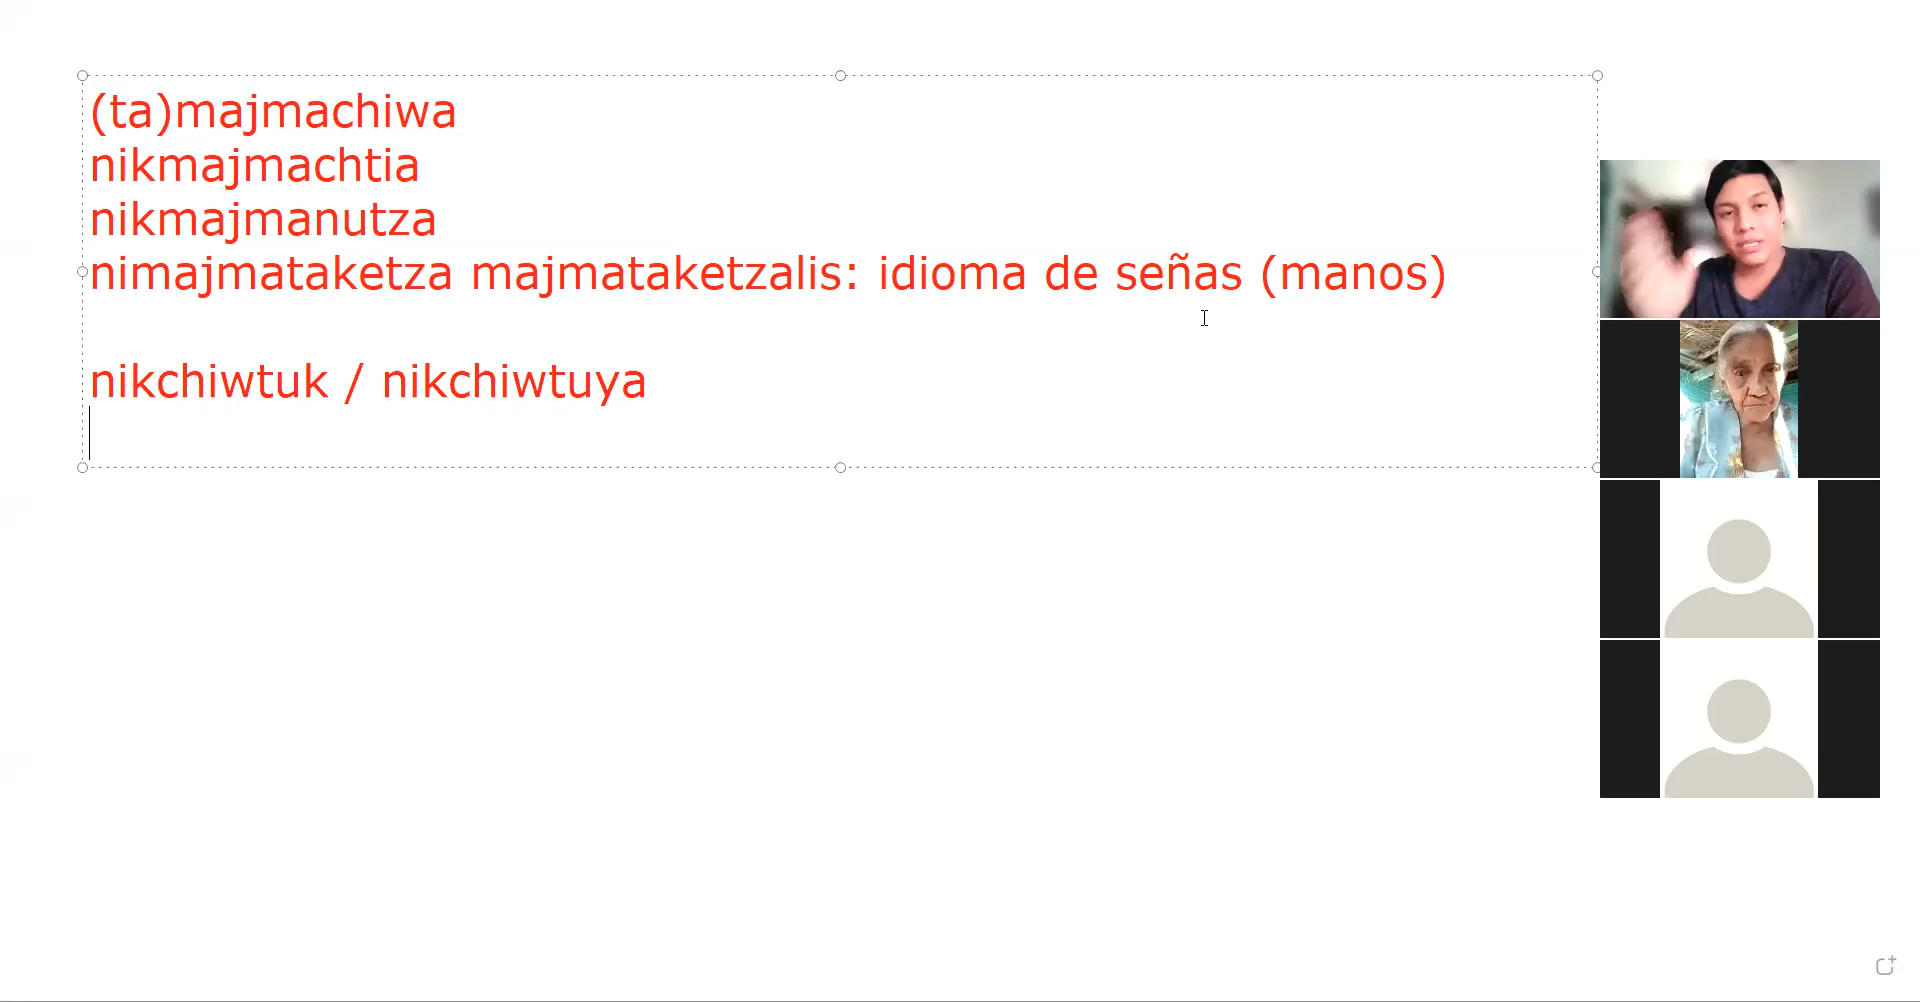 (ta)majmachiwa
nikmajmachtia
nikmajmanutza
nimajmataketza majmataketzalis: idioma de señas (manos)
nikchiwtuk / nikchiwtuya